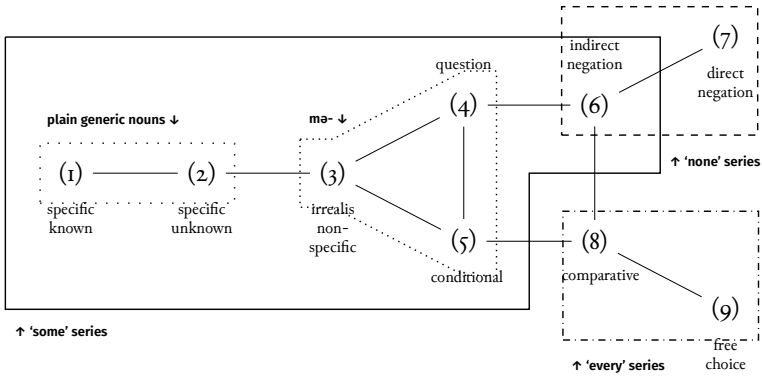 (7)
indirect
negation
question
direct
negation
(4)
(6)
plain generic nouns ↓
mə- ↓
↑ 'none' series
(1)
(2)
(3)
specific
known
specific
unknown
irrealis
non-
specific
(5)
(8)
conditional
comparative
(9)
↑ 'some' series
free
choice
↑ 'every' series